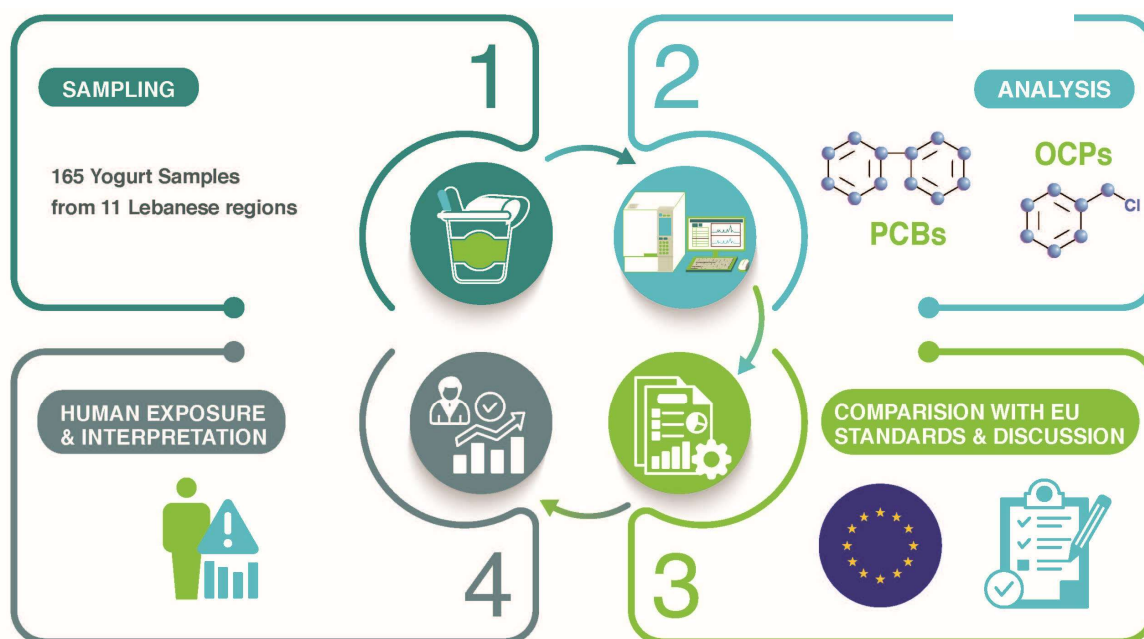 1
SAMPLING
165 Yogurt Samples
from 11 Lebanese regions
2
ANALYSIS
PCBs
OCPs
Cl
3
COMPARISION WITH EU
STANDARDS & DISCUSSION
4
HUMAN EXPOSURE
& INTERPRETATION